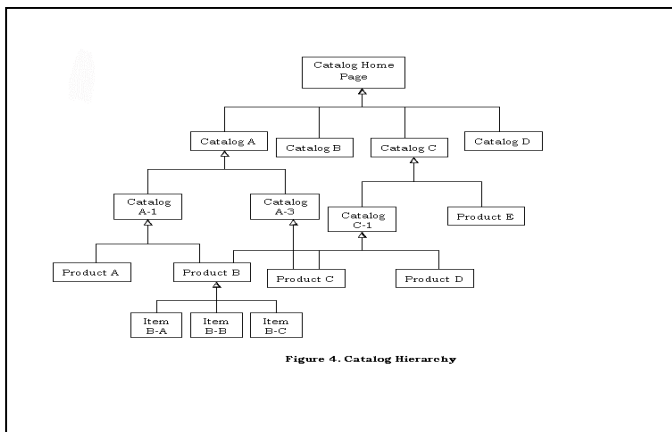 Catalog Home
Page
Catalog A
Catalog B
Catalog C
Catalog D
Catalog
A-1
Catalog
A-3
Catalog
C-1
Product E
Product A
Product B
Product C
Product D
Item
B-A
Item
B-B
Item
B-C
Figure 4. Catalog Hierarchy